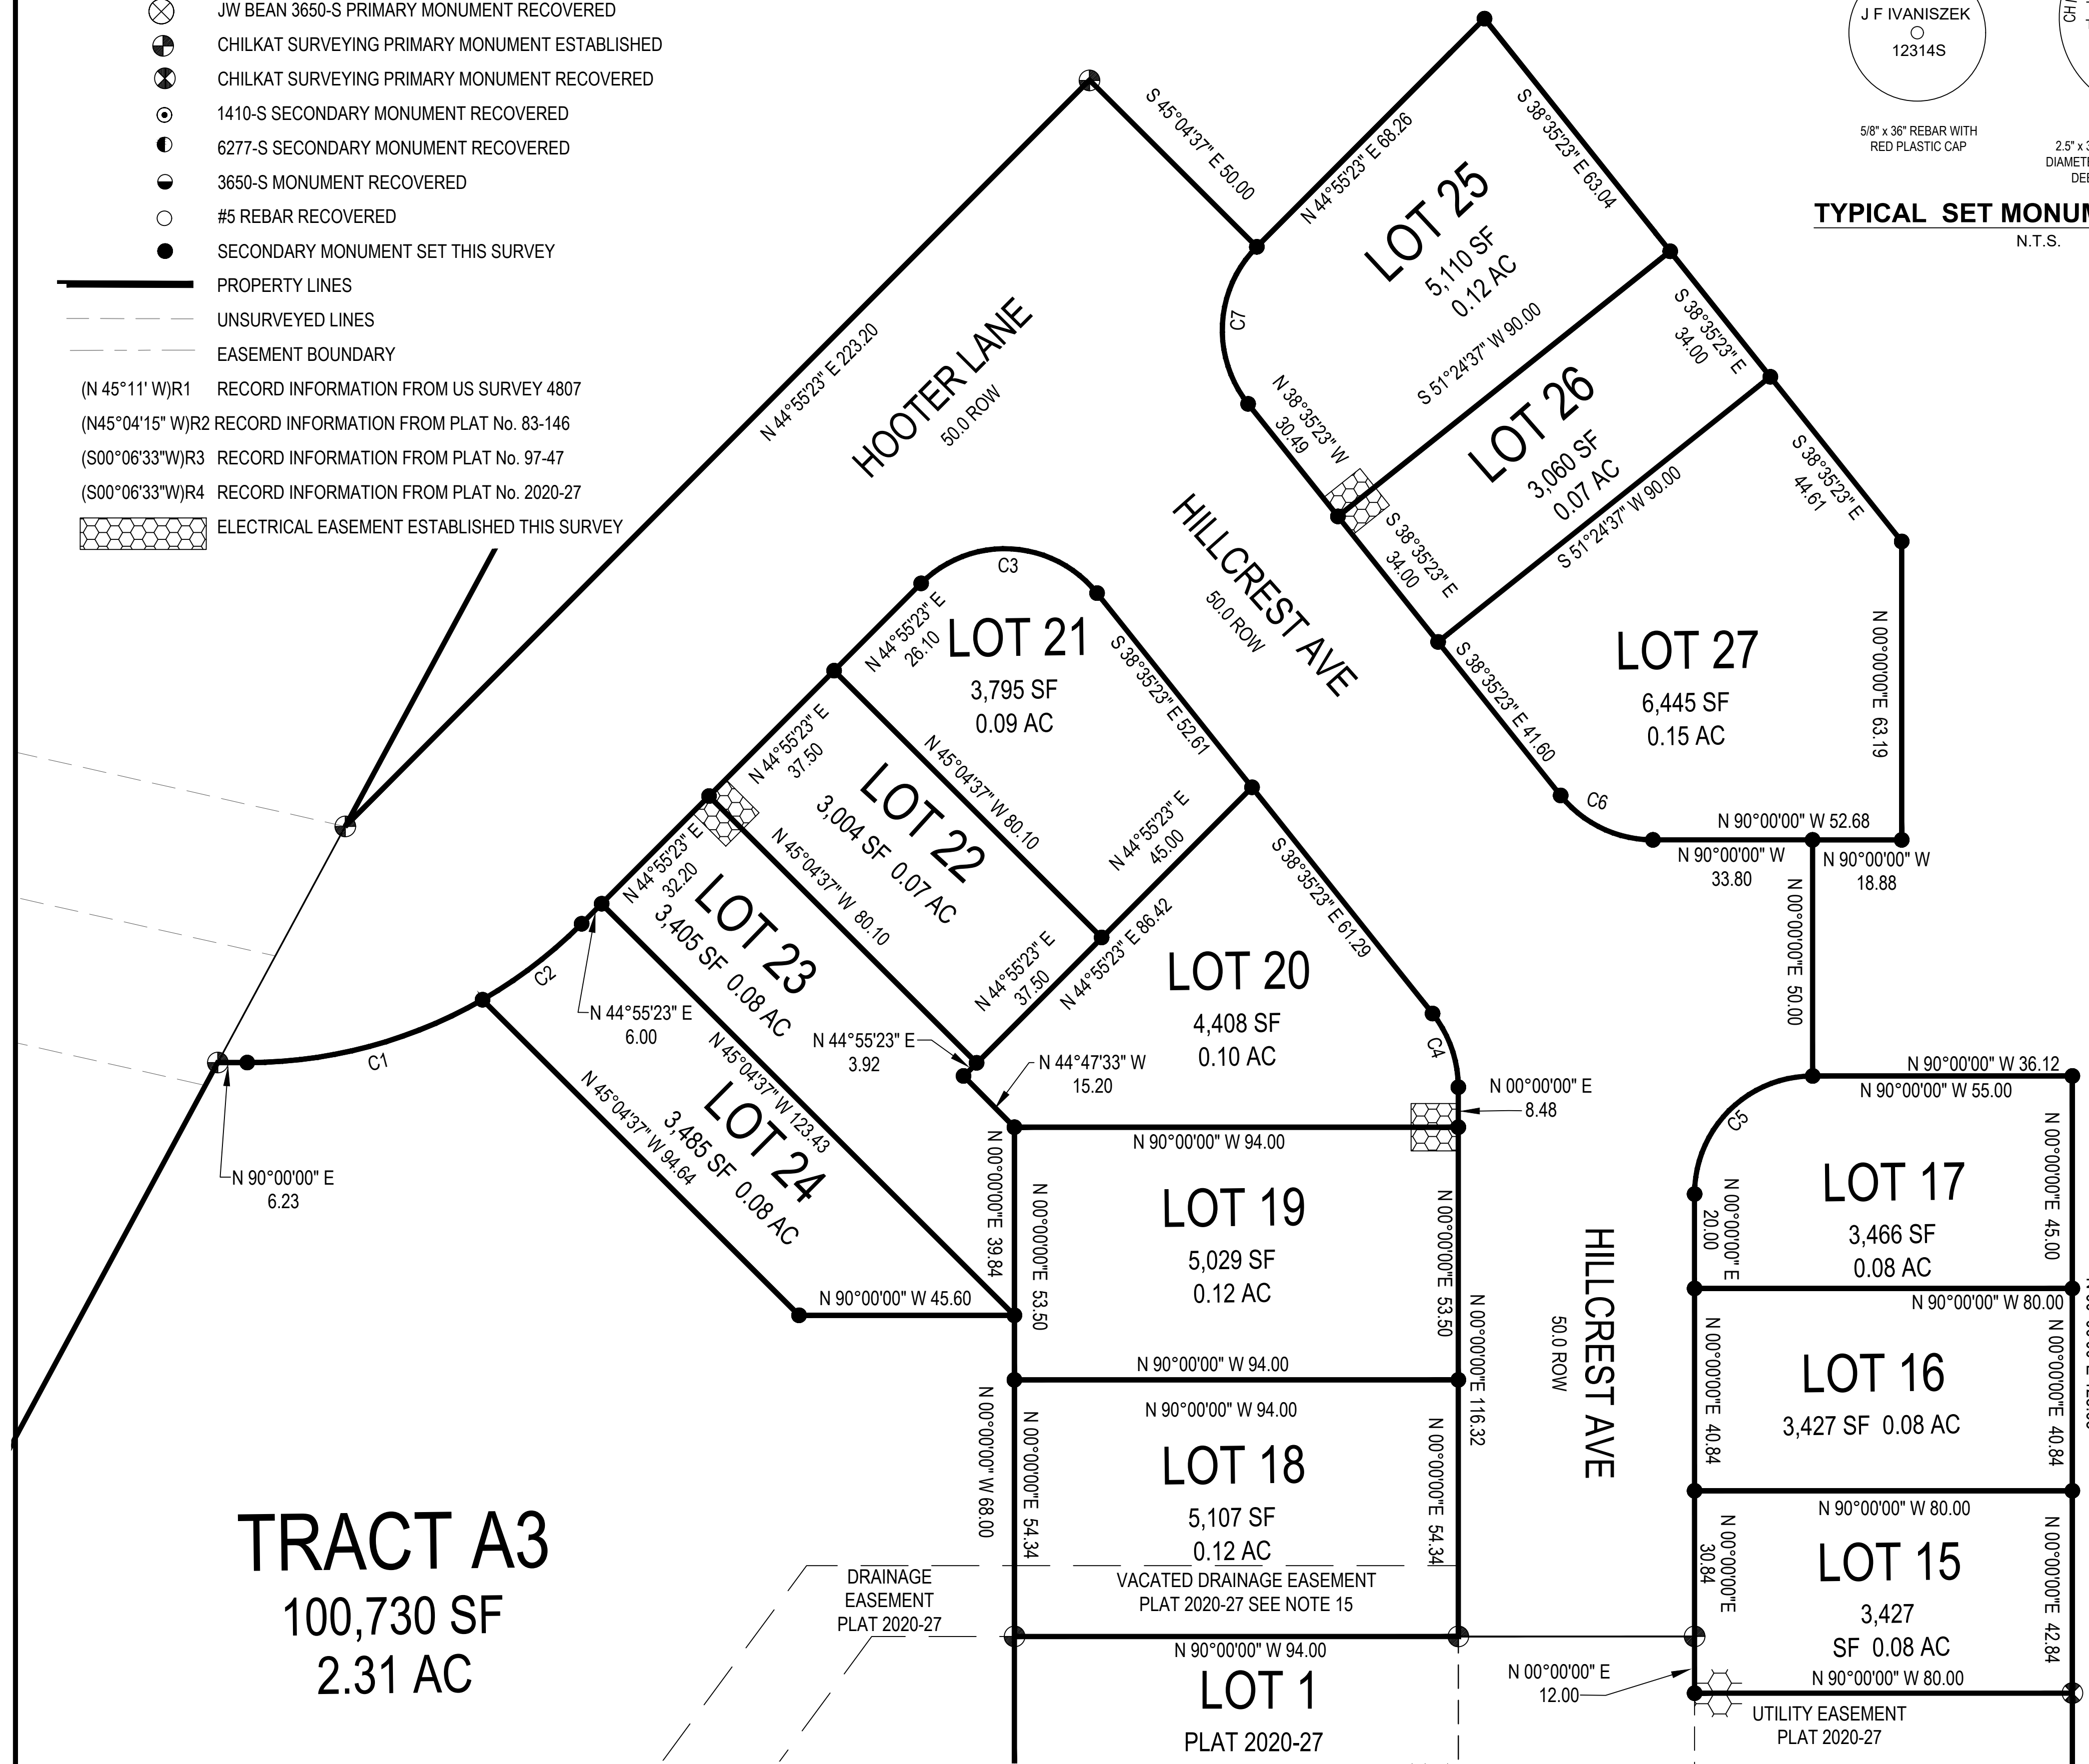 JW BEAN 3650-S PRIMARY MONUMENT RECOVERED
CHILKAT SURVEYING PRIMARY MONUMENT ESTABLISHED
CHILKAT SURVEYING PRIMARY MONUMENT RECOVERED
1410-S SECONDARY MONUMENT RECOVERED
6277-S SECONDARY MONUMENT RECOVERED
3650-S MONUMENT RECOVERED
#5 REBAR RECOVERED
SECONDARY MONUMENT SET THIS SURVEY
PROPERTY LINES
UNSURVEYED LINES
EASEMENT BOUNDARY
(N 45°11' W)R1 RECORD INFORMATION FROM US SURVEY 4807
(N45°04'15" W)R2 RECORD INFORMATION FROM PLAT No. 83-146
(S00°06'33"W)R3 RECORD INFORMATION FROM PLAT No. 97-47
(S00°06'33"W)R4 RECORD INFORMATION FROM PLAT No. 2020-27
ELECTRICAL EASEMENT ESTABLISHED THIS SURVEY
J F IVANISZEK
12314S
5/8" x 36" REBAR WITH
RED PLASTIC CAP
2.5" x
DIAMETE
DEE
TYPICAL SET MONUM
N.T.S.
S 45°04'37" E 50.00
N 44°55'23" E 68.26
S 38°35'23" E 63.04
LOT 25
5,110 SF
0.12 AC
C7
S 51°24'37" W 90.00
N 38°35'23" W
30.49
S 38°35'23" E
34.00
LOT 26
3,060 SF
0.07 AC
S 51°24'37" W 90.00
S 38°35'23" E
34.00
S 38°35'23" E
44.61
N 44°55'23" E 223.20
HOOTER LANE
50.0 ROW
HILLCREST AVE
50.0 ROW
LOT 27
6,445 SF
0.15 AC
S 38°35'23" E 41.60
C6
N 00°00'00"E 63.19
N 90°00'00" W 52.68
N 90°00'00" W
33.80
N 90°00'00" W
18.88
N 00°00'00"E 50.00
C3
N 44°55'23" E
26.10
LOT 21
3,795 SF
0.09 AC
S 38°35'23" E 52.61
N 44°55'23" E
37.50
N 45°04'37" W 80.10
LOT 22
3,004 SF 0.07 AC
N 44°55'23" E
45.00
N 44°55'23" E
37.50
N 44°55'23" E 86.42
S 38°35'23" E 61.29
N 44°55'23" E
32.20
N 45°04'37" W 80.10
LOT 23
3,405 SF 0.08 AC
N 44°55'23" E
6.00
N 44°55'23" E
3.92
N 44°47'33" W
15.20
LOT 20
4,408 SF
0.10 AC
C4
N 00°00'00" E
8.48
C2
C1
N 90°00'00" E
6.23
N 45°04'37" W 123.43
LOT 24
3,485 SF 0.08 AC
N 45°04'37" W 94.64
N 90°00'00" W 45.60
N 00°00'00"E 39.84
N 00°00'00"E 53.50
N 90°00'00" W 94.00
LOT 19
5,029 SF
0.12 AC
N 00°00'00"E 53.50
N 90°00'00" W 94.00
N 00°00'00"E 116.32
HILLCREST AVE
50.0 ROW
N 90°00'00" W 36.12
N 90°00'00" W 55.00
C5
LOT 17
3,466 SF
0.08 AC
N 00°00'00" E
20.00
N 00°00'00"E 45.00
N 90°00'00" W 80.00
LOT 16
3,427 SF 0.08 AC
N 00°00'00"E 40.84
N 00°00'00"E 40.84
N 90°00'00" W 80.00
LOT 15
3,427
SF 0.08 AC
N 00°00'00"E
30.84
N 00°00'00"E 42.84
N 90°00'00" W 80.00
N 00°00'00" E
12.00
UTILITY EASEMENT
PLAT 2020-27
N 90°00'00" W 94.00
LOT 18
5,107 SF
0.12 AC
N 00°00'00" W 68.00
N 00°00'00"E 54.34
N 00°00'00"E 54.34
VACATED DRAINAGE EASEMENT
PLAT 2020-27 SEE NOTE 15
DRAINAGE
EASEMENT
PLAT 2020-27
N 90°00'00" W 94.00
LOT 1
PLAT 2020-27
TRACT A3
100,730 SF
2.31 AC